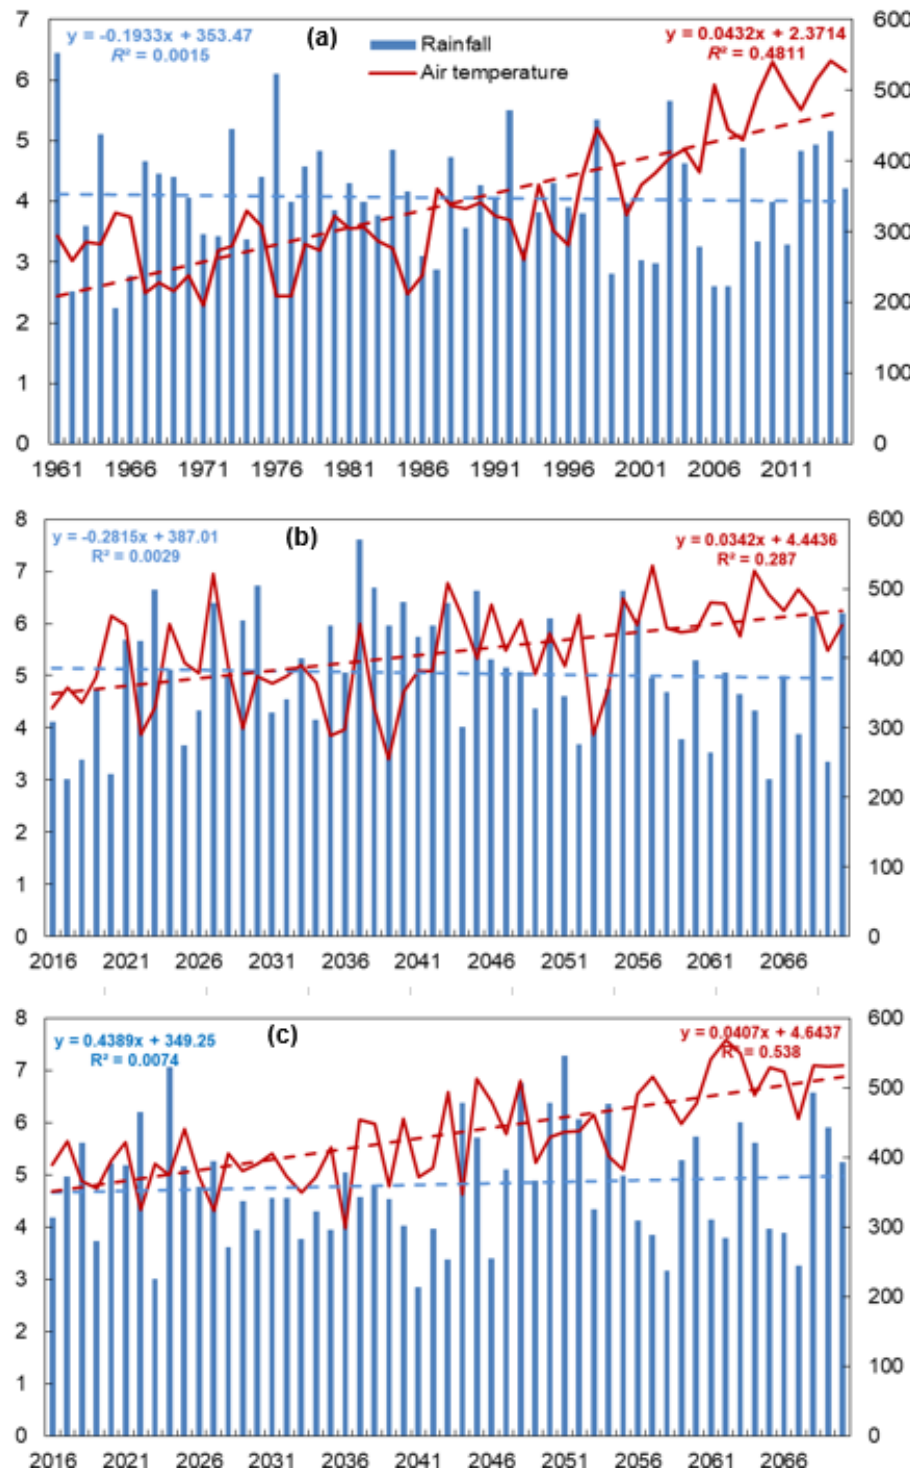 7
6
5
4
3
2
1
0
y = -0.1933x + 353.47
R² = 0.0015
(a)
Rainfall
Air temperature
y = 0.0432x + 2.3714
R² = 0.4811
600
500
400
300
200
100
0
1961 1966 1971 1976 1981 1986 1991 1996 2001 2006 2011
8
7
6
5
4
3
2
1
0
y = -0.2815x + 387.01
R² = 0.0029
(b)
y = 0.0342x + 4.4436
R² = 0.287
600
500
400
300
200
100
0
2016 2021 2026 2031 2036 2041 2046 2051 2056 2061 2066
8
7
6
5
4
3
2
1
0
y = 0.4389x + 349.25
R² = 0.0074
(c)
y = 0.0407x + 4.6437
R² = 0.538
600
500
400
300
200
100
0
2016 2021 2026 2031 2036 2041 2046 2051 2056 2061 2066